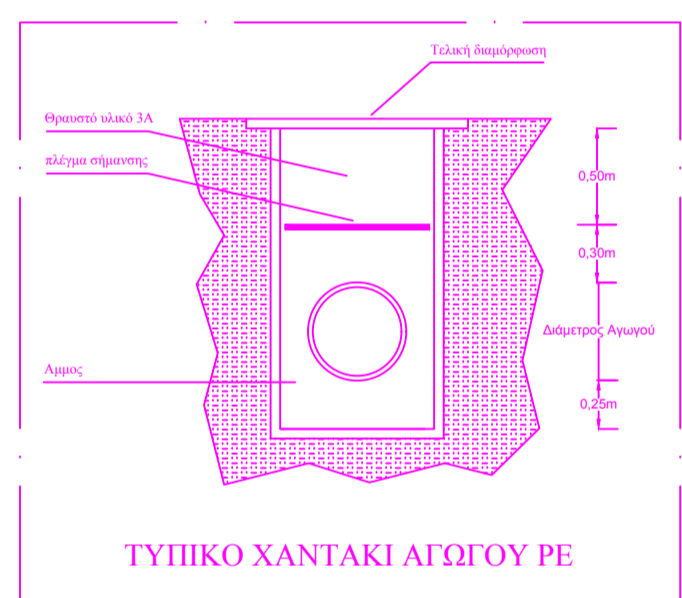 Τελική διαμόρφωση
Θραυστό υλικό 3Α
πλέγμα σήμανσης
0,50m
0,30m
Διάμετρος Αγωγού
Αμμος
0,25m
ΤΥΠΙΚΟ ΧΑΝΤΑΚΙ ΑΓΩΓΟΥ ΡΕ